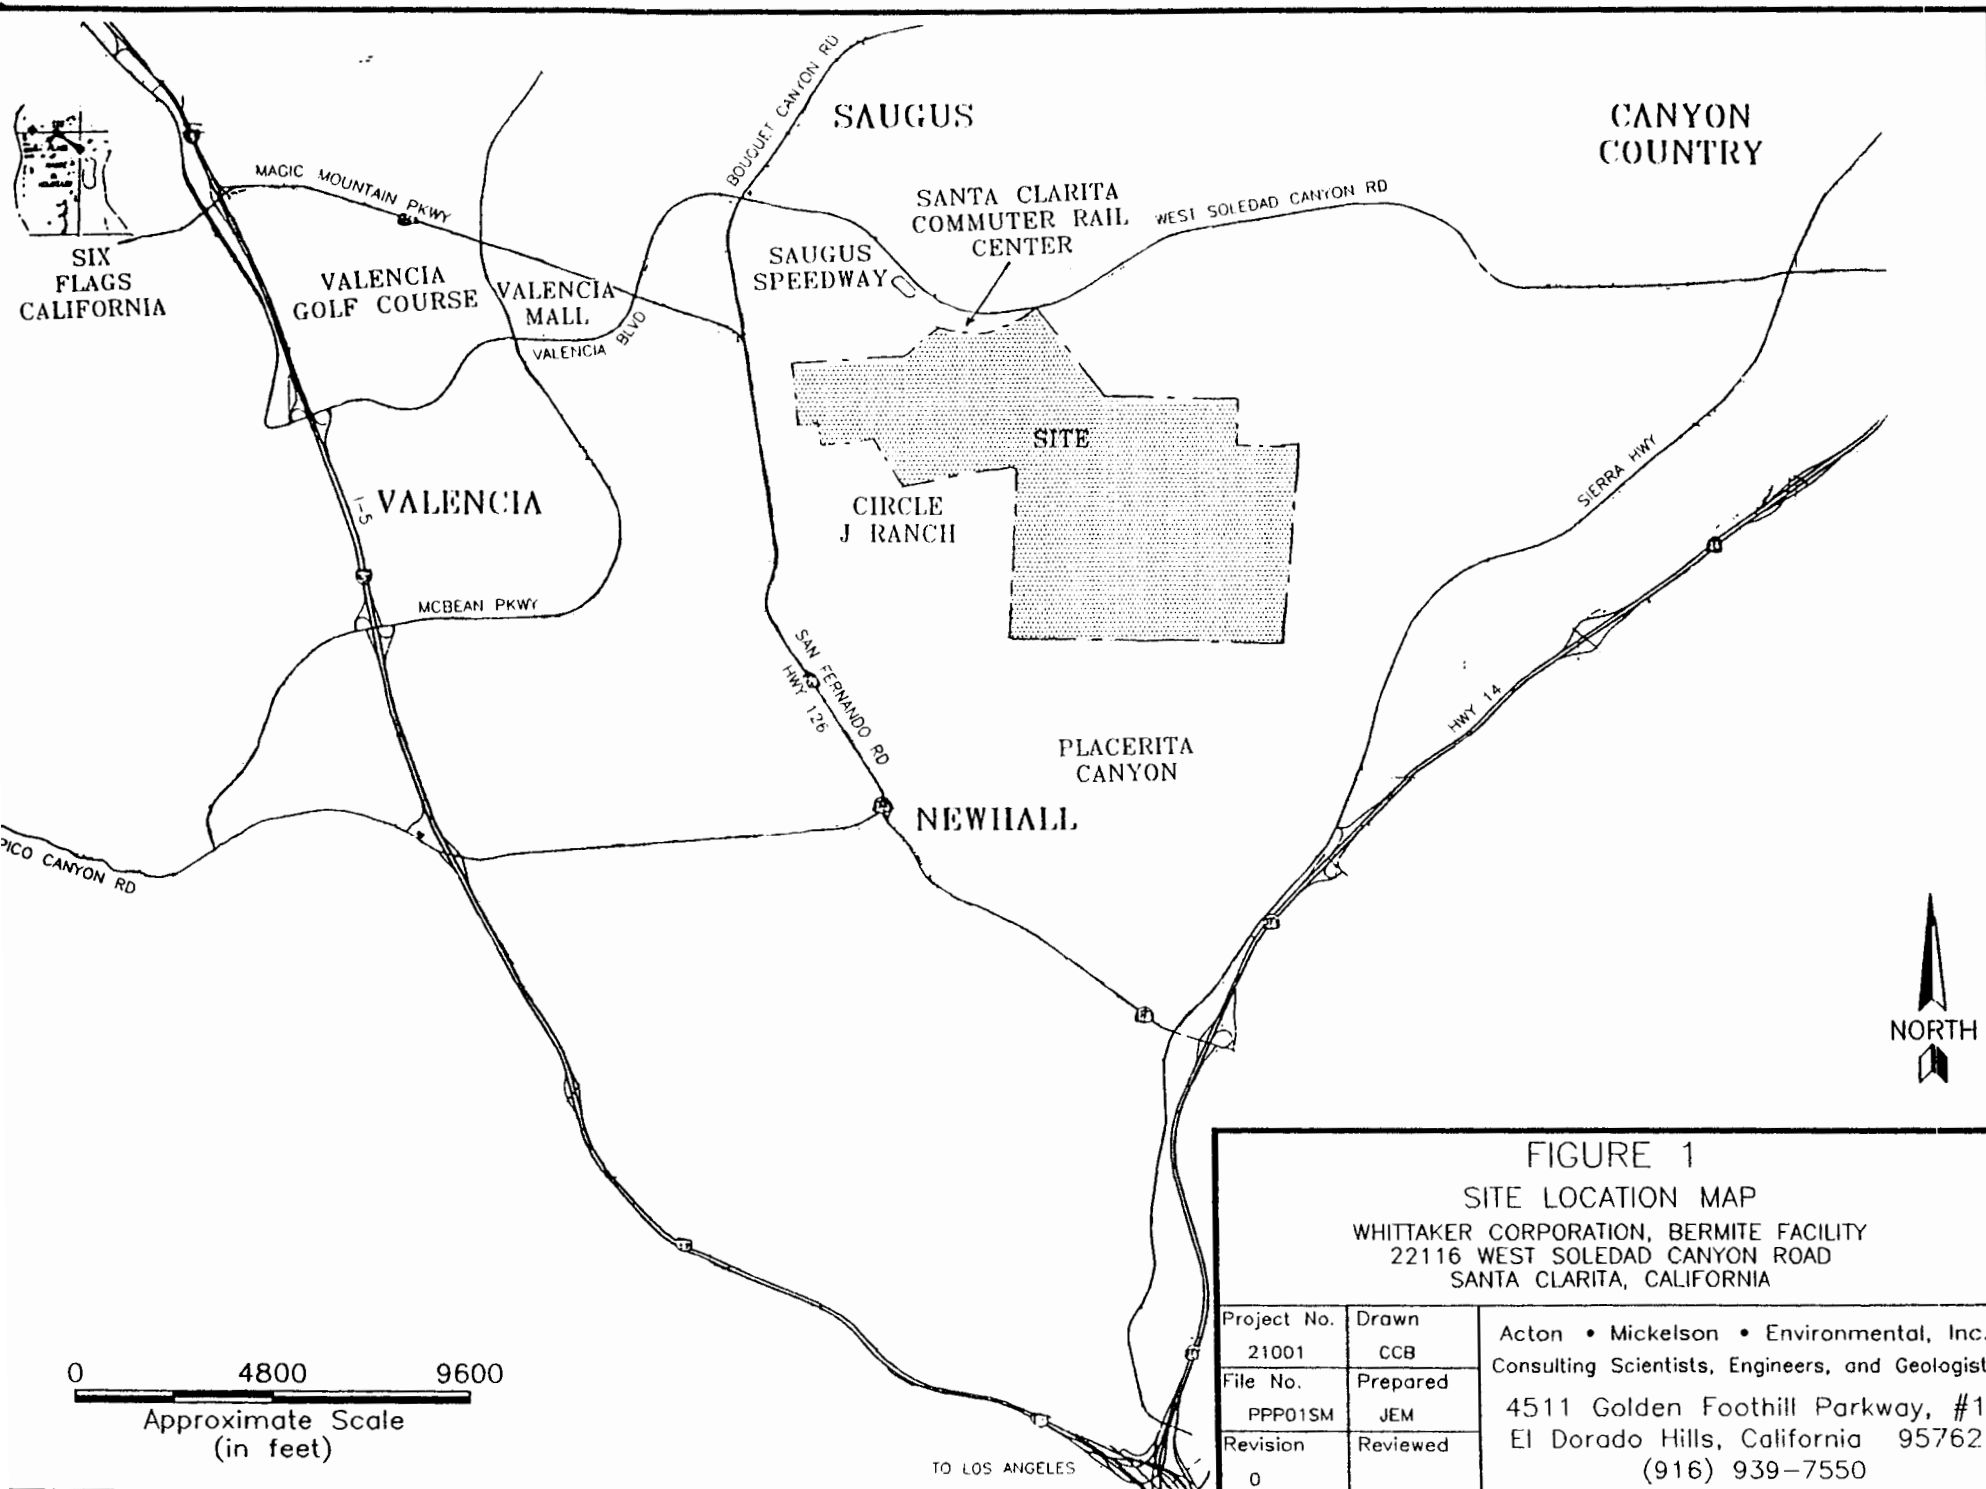 BOUQUET CANYON RD
SAUGUS
CANYON
COUNTRY
MAGIC MOUNTAIN PKWY
SANTA CLARITA
COMMUTER RAIL
CENTER
WEST SOLEDAD CANYON RD
SIX
FLAGS
CALIFORNIA
VALENCIA
GOLF COURSE
VALENCIA
MALL
SAUGUS
SPEEDWAY
VALENCIA BLVD
SITE
SIERRA HWY
I-5
VALENCIA
CIRCLE
J RANCH
MCBEAN PKWY
SAN FERNANDO RD
HWY 126
HWY 14
PLACERITA
CANYON
NEWHALL
PICO CANYON RD
NORTH
FIGURE 1
SITE LOCATION MAP
WHITTAKER CORPORATION, BERMITE FACILITY
22116 WEST SOLEDAD CANYON ROAD
SANTA CLARITA, CALIFORNIA
Project No.
21001
Drawn
CCB
File No.
PPP01SM
Prepared
JEM
Revision
0
Reviewed
Acton • Mickelson • Environmental, Inc.
Consulting Scientists, Engineers, and Geologist
4511 Golden Foothill Parkway, #1
El Dorado Hills, California 95762
(916) 939-7550
0 4800 9600
Approximate Scale
(in feet)
TO LOS ANGELES